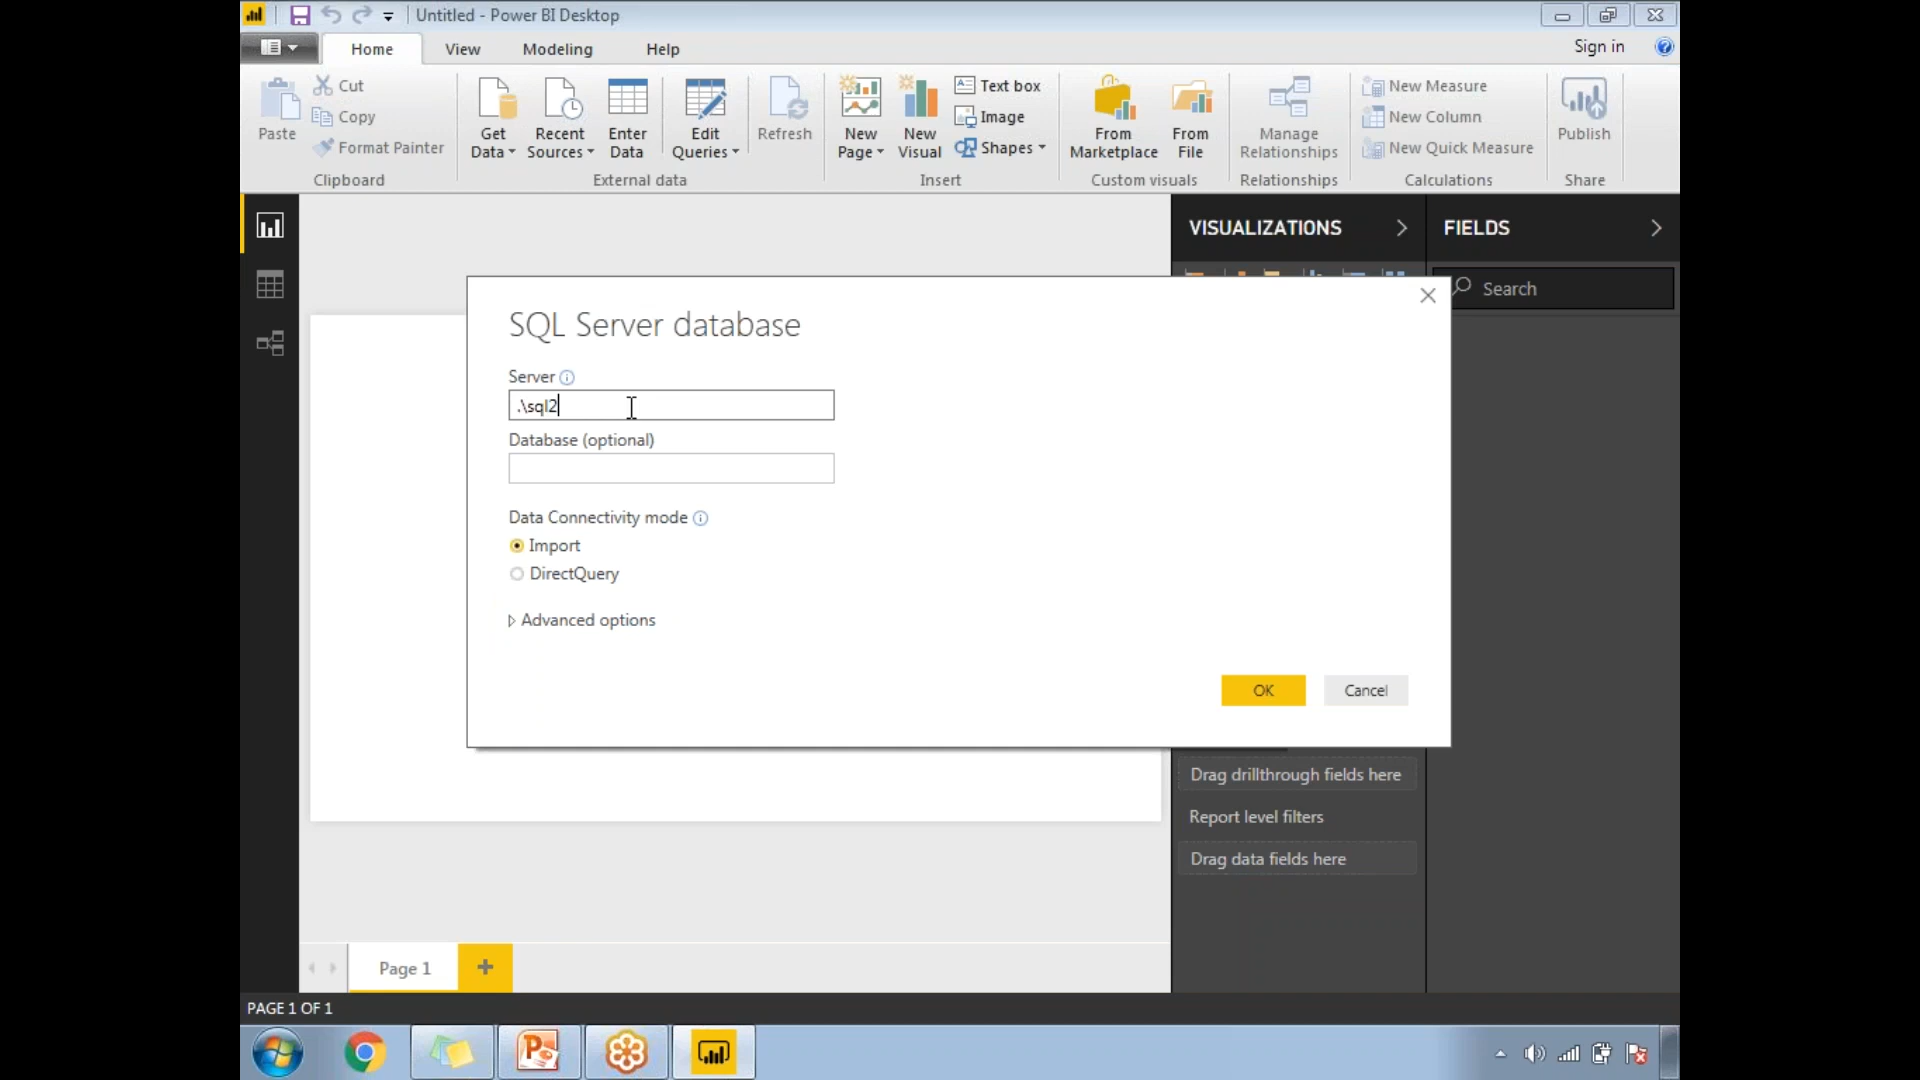 Untitled - Power BI Desktop
Home
View
Modeling
Help
Sign in
Paste
Cut
Copy
Format Painter
Clipboard
Get Data
Recent Sources
Enter Data
Edit Queries
External data
Refresh
New Page
New Visual
Text box
Image
Shapes
Insert
From Marketplace
From File
Custom visuals
Manage Relationships
Relationships
New Measure
New Column
New Quick Measure
Calculations
Publish
Share
VISUALIZATIONS
FIELDS
Search
SQL Server database
Server
.\sql2
Database (optional)
Data Connectivity mode
Import
DirectQuery
Advanced options
OK
Cancel
Drag drillthrough fields here
Report level filters
Drag data fields here
Page 1
PAGE 1 OF 1